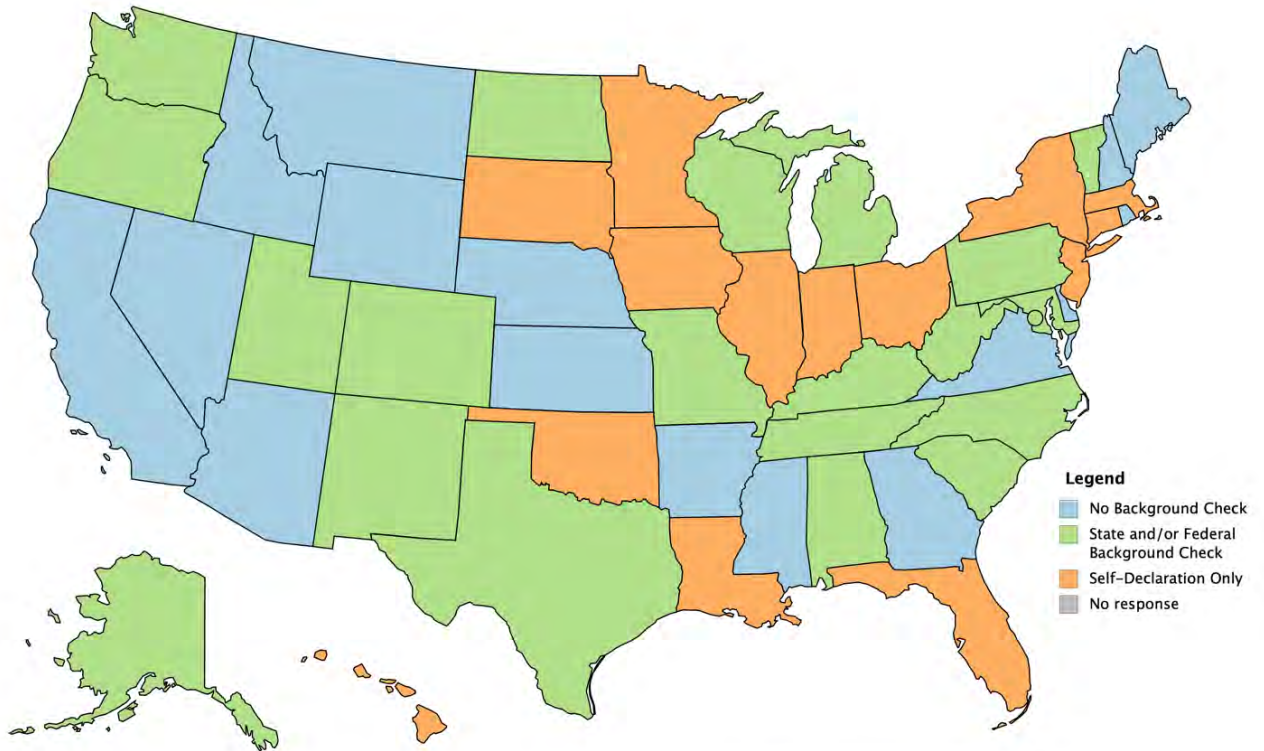 Legend
No Background Check
State and/or Federal
Background Check
Self-Declaration Only
No response